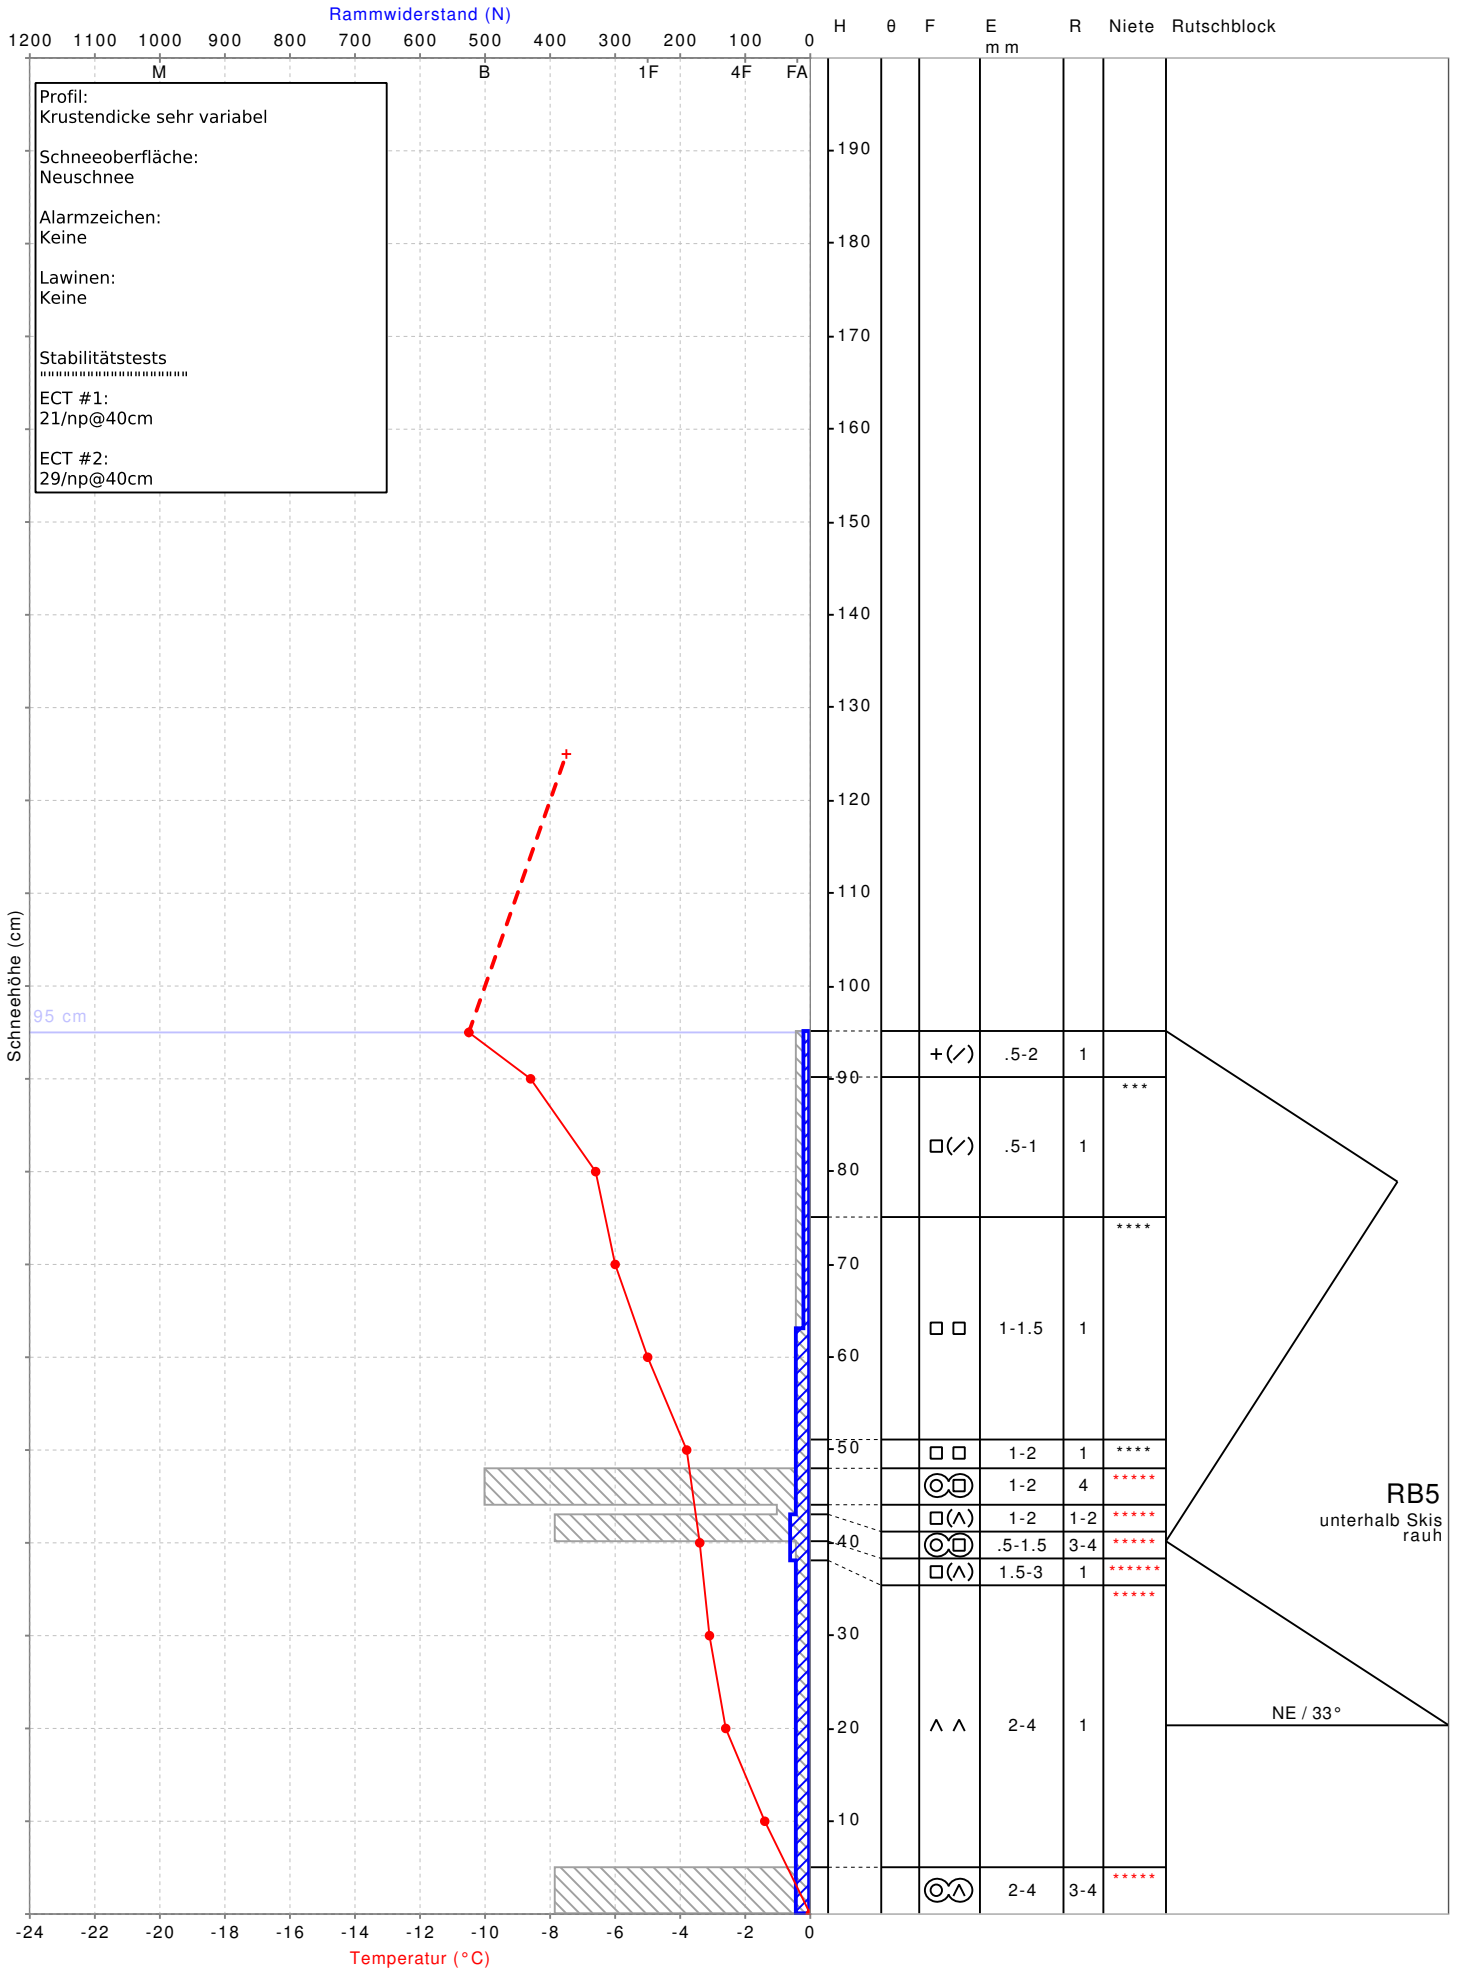 Rammwiderstand (N)
1200 1100 1000 900 800 700 600 500 400 300 200 100 0
H θ F E R Niete Rutschblock
mm
M B 1F 4F FA
Profil:
Krustendicke sehr variabel
Schneeoberfläche:
Neuschnee
Alarmzeichen:
Keine
Lawinen:
Keine
Stabilitätstests
""""""""""""""""""
ECT #1:
21/np@40cm
ECT #2:
29/np@40cm
190
180
170
160
150
140
130
120
110
100
90
80
70
60
50
40
30
20
10
Schneehöhe (cm)
95 cm
+(/) .5-2 1
***
(/) .5-1 1
****
1-1.5 1
1-2 1 ****
1-2 4 *****
(∧) 1-2 1-2 *****
.5-1.5 3-4 *****
(∧) 1.5-3 1 ******
*****
∧ ∧ 2-4 1
*****
∧ 2-4 3-4
RB5
unterhalb Skis
rauh
NE / 33°
-24 -22 -20 -18 -16 -14 -12 -10 -8 -6 -4 -2 0
Temperatur (°C)